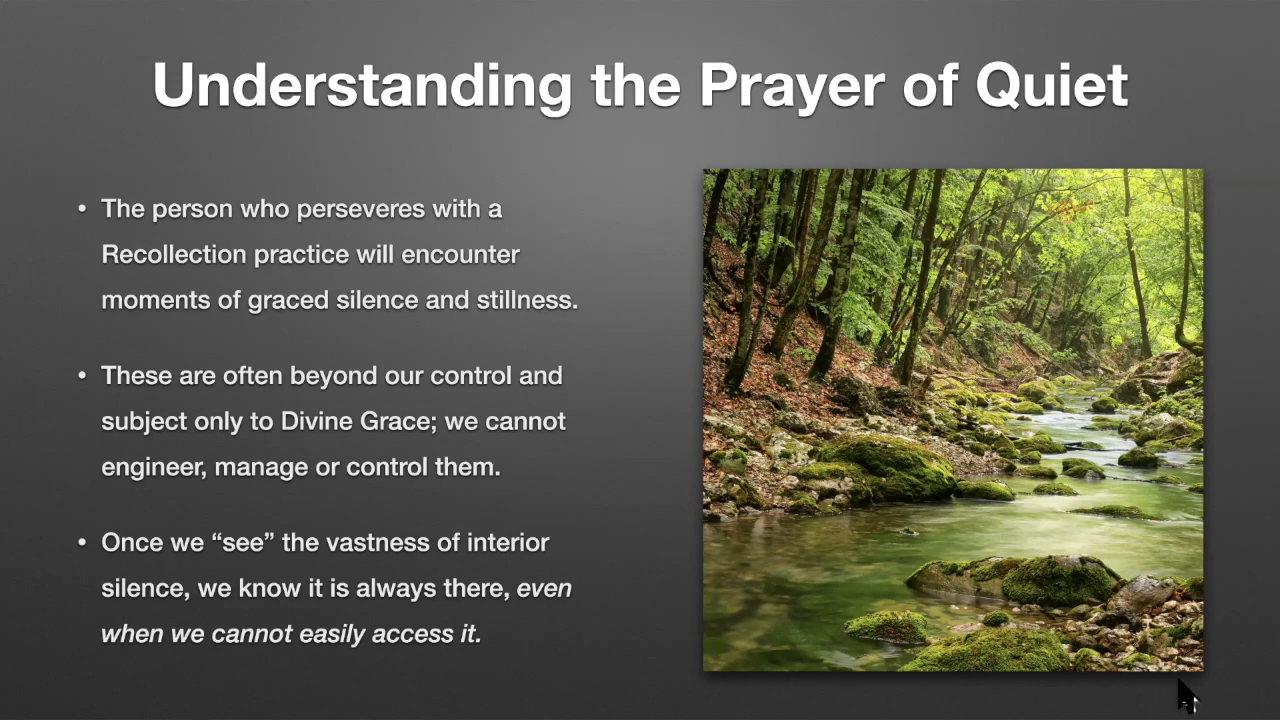 Understanding the Prayer of Quiet
• The person who perseveres with a
Recollection practice will encounter
moments of graced silence and stillness.
• These are often beyond our control and
subject only to Divine Grace; we cannot
engineer, manage or control them.
• Once we “see” the vastness of interior
silence, we know it is always there, even
when we cannot easily access it.